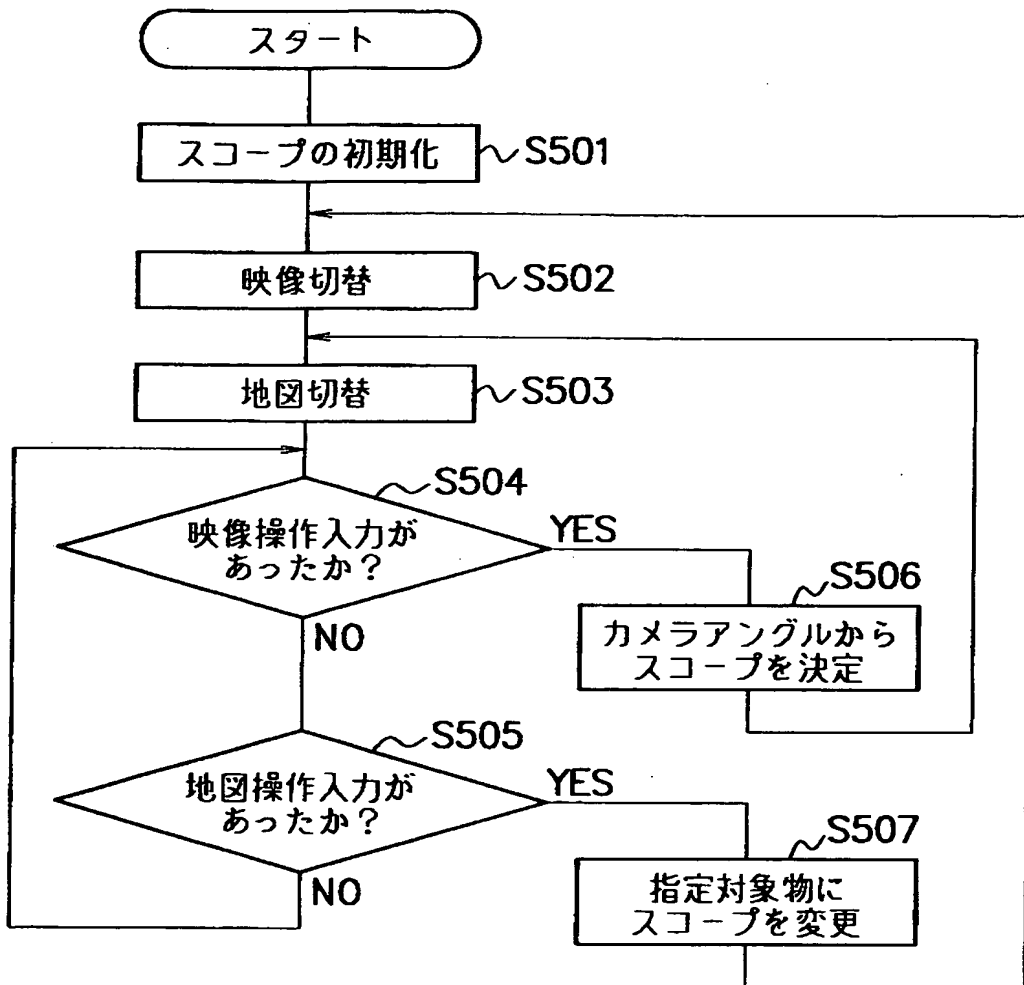 スタート
スコープの初期化
S501
映像切替
S502
地図切替
S503
S504
映像操作入力が
あったか？
YES
NO
S506
カメラアングルから
スコープを決定
S505
地図操作入力が
あったか？
YES
NO
S507
指定対象物に
スコープを変更